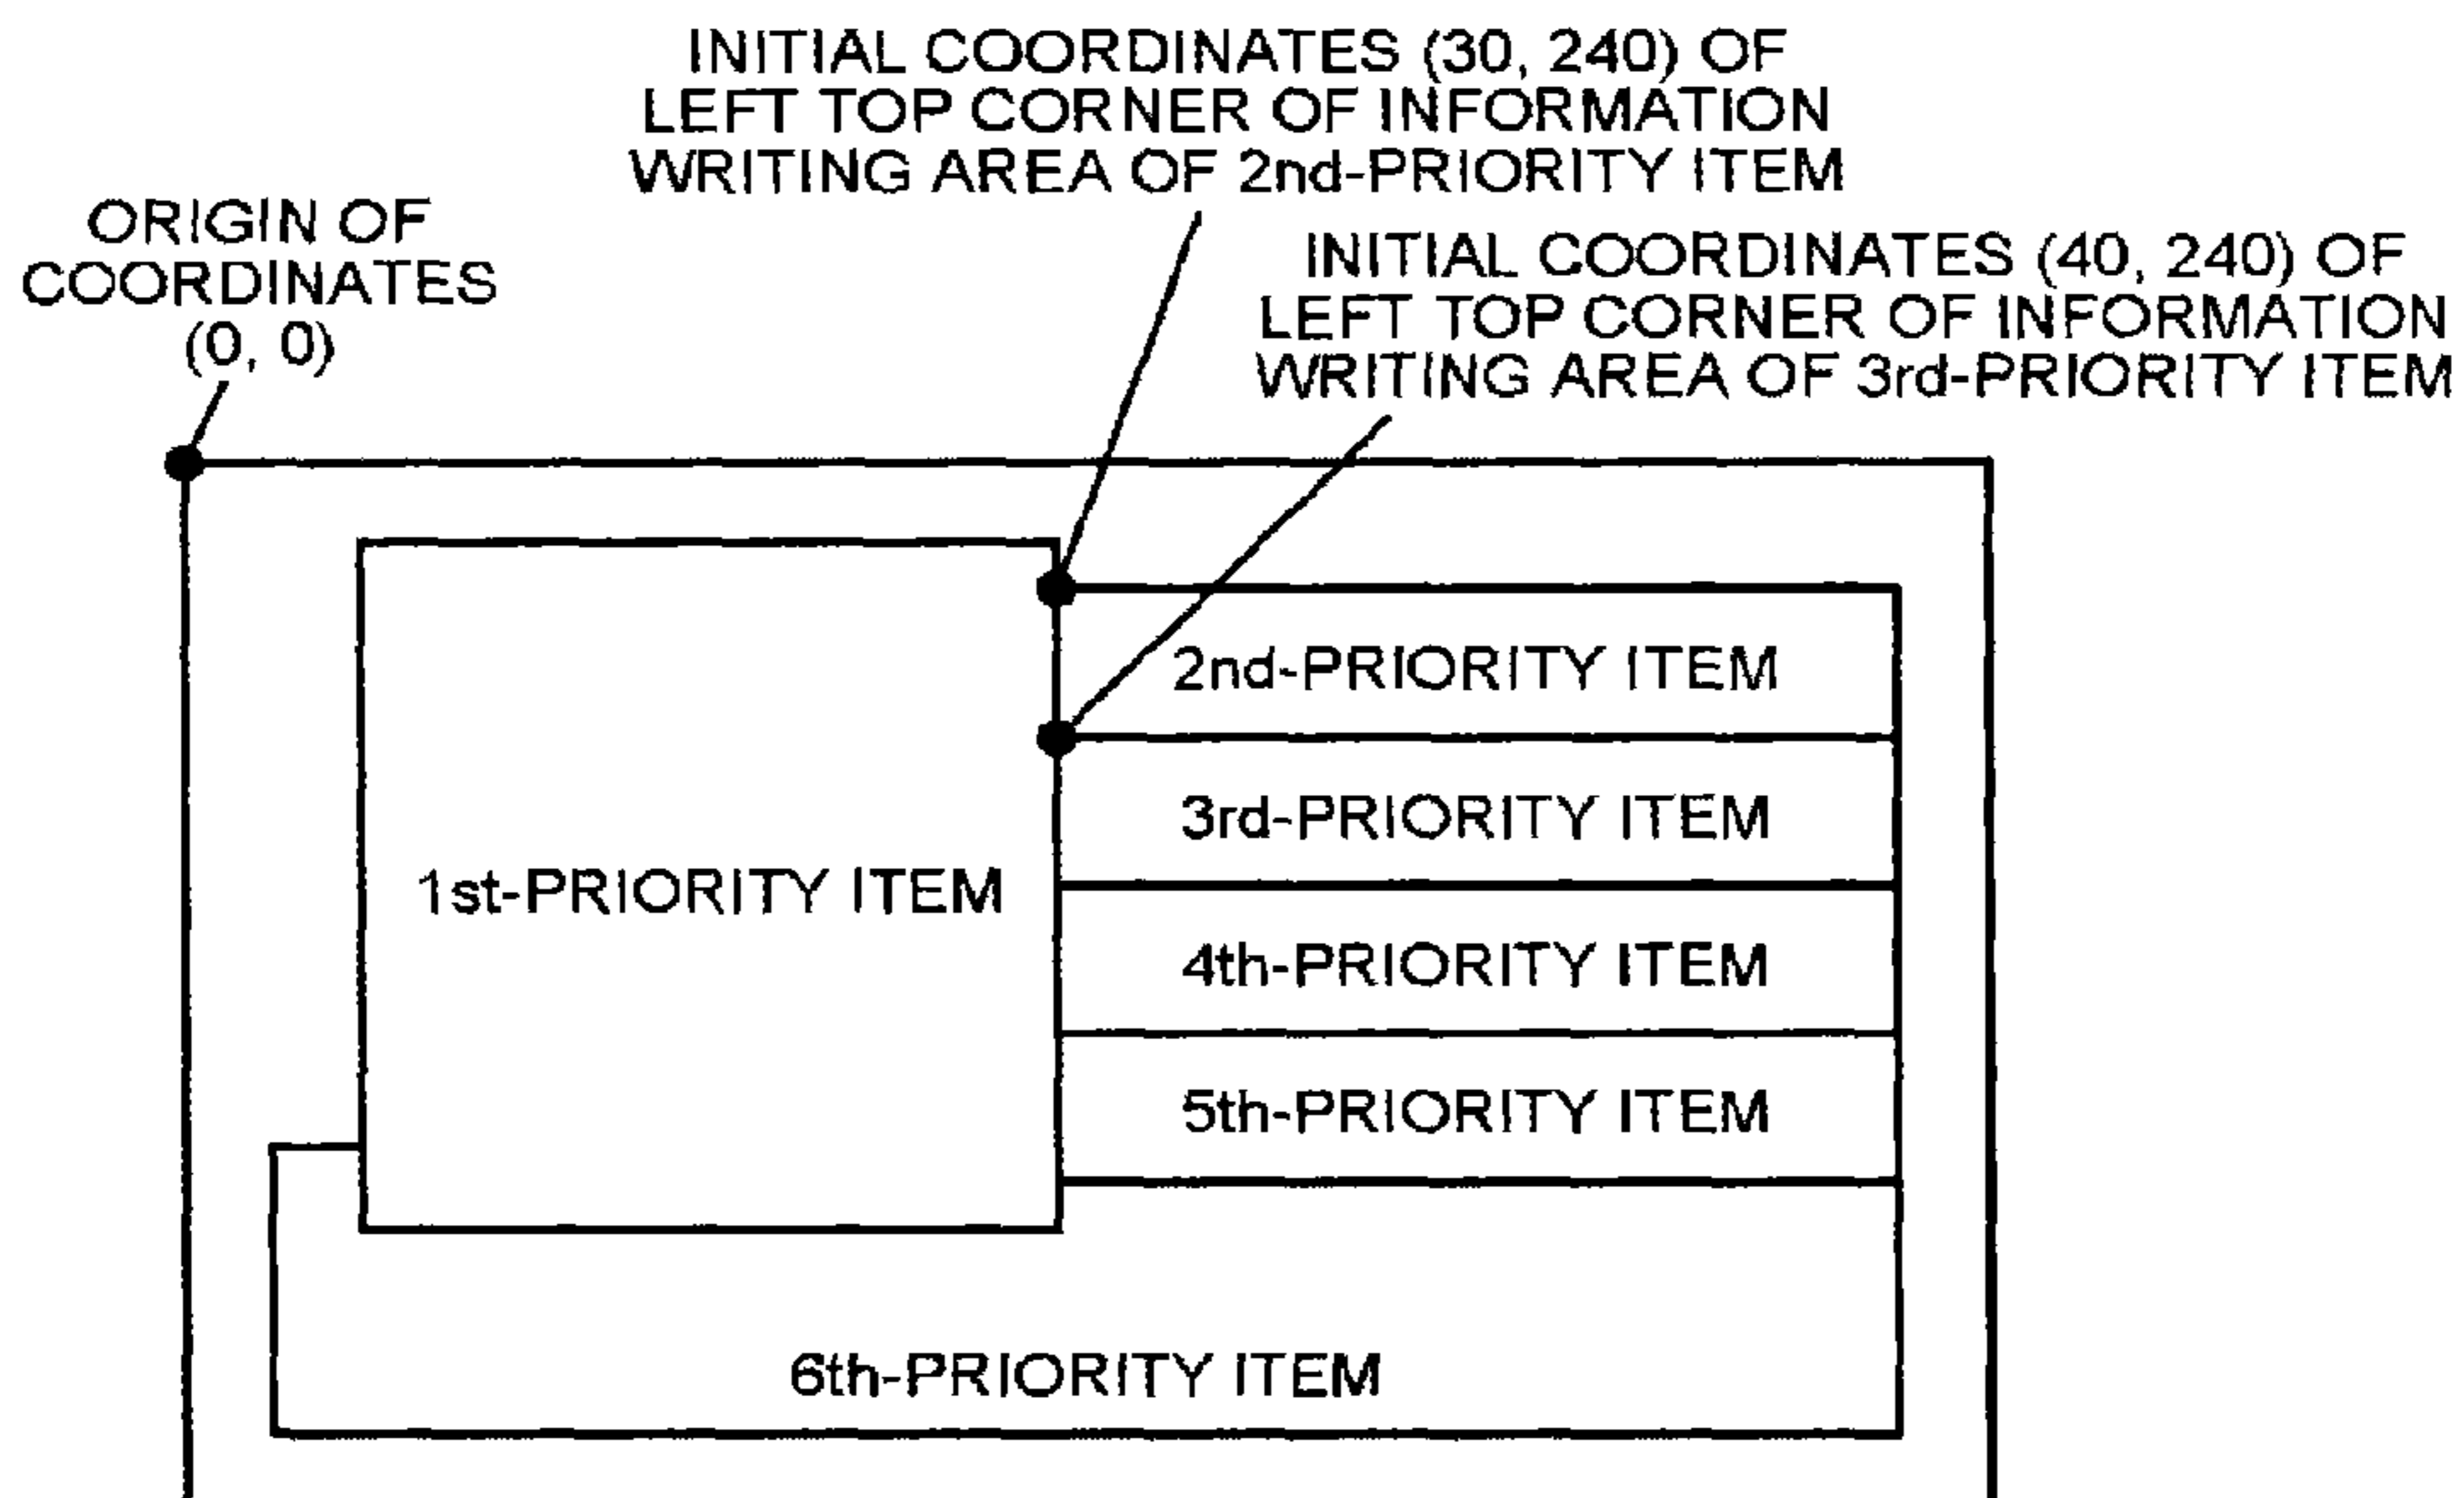 INITIAL COORDINATES (30, 240) OF
LEFT TOP CORNER OF INFORMATION
WRITING AREA OF 2nd-PRIORITY ITEM
ORIGIN OF
COORDINATES
(0, 0)
INITIAL COORDINATES (40, 240) OF
LEFT TOP CORNER OF INFORMATION
WRITING AREA OF 3rd-PRIORITY ITEM
2nd-PRIORITY ITEM
3rd-PRIORITY ITEM
1st-PRIORITY ITEM
4th-PRIORITY ITEM
5th-PRIORITY ITEM
6th-PRIORITY ITEM